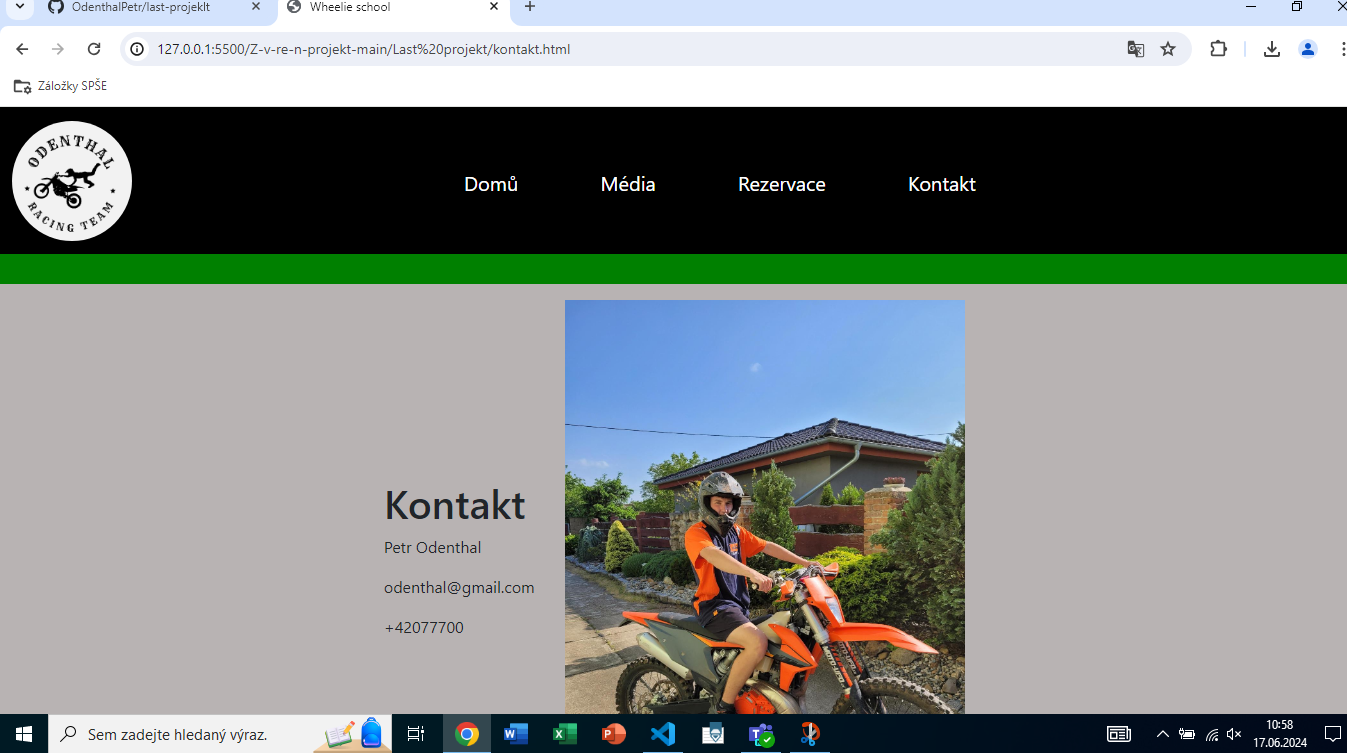 OdenthalPetr/last-projeklt
Wheelie school
127.0.0.1:5500/Z-v-re-n-projekt-main/Last%20projekt/kontakt.html
Záložky SPŠE
ODENTHAL
RACING TEAM
Domů
Média
Rezervace
Kontakt
Kontakt
Petr Odenthal
odenthal@gmail.com
+42077700
Sem zadejte hledaný výraz.
10:58
17.06.2024